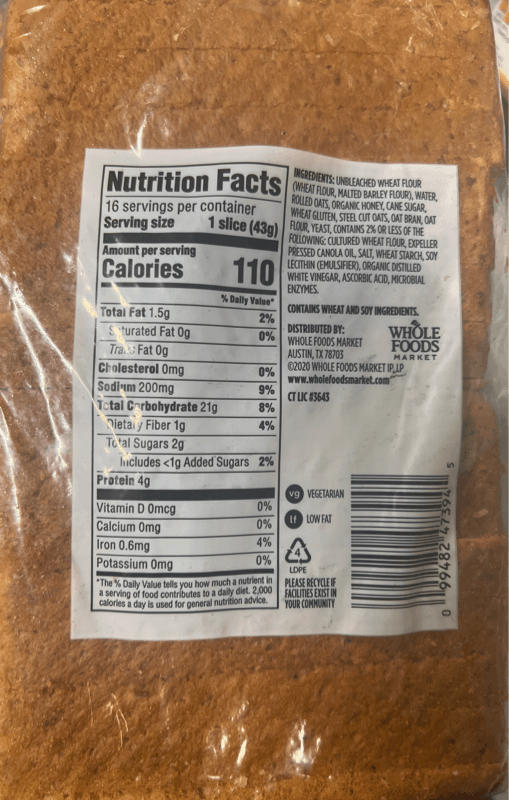 Nutrition Facts
16 servings per container
Serving size 1 slice (43g)
Amount per serving
Calories 110
% Daily Value*
Total Fat 1.5g 2%
Saturated Fat 0g 0%
Trans Fat 0g
Cholesterol 0mg 0%
Sodium 200mg 9%
Total Carbohydrate 21g 8%
Dietary Fiber 1g 4%
Total Sugars 2g
Includes <1g Added Sugars 2%
Protein 4g
Vitamin D 0mcg 0%
Calcium 0mg 0%
Iron 0.6mg 4%
Potassium 0mg 0%
*The % Daily Value tells you how much a nutrient in
a serving of food contributes to a daily diet. 2,000
calories a day is used for general nutrition advice.
INGREDIENTS: UNBLEACHED WHEAT FLOUR
(WHEAT FLOUR, MALTED BARLEY FLOUR), WATER,
ROLLED OATS, ORGANIC HONEY, CANE SUGAR,
WHEAT GLUTEN, STEEL CUT OATS, OAT BRAN, OAT
FLOUR, YEAST, CONTAINS 2% OR LESS OF THE
FOLLOWING: CULTURED WHEAT FLOUR, EXPELLER
PRESSED CANOLA OIL, SALT, WHEAT STARCH, SOY
LECITHIN (EMULSIFIER), ORGANIC DISTILLED
WHITE VINEGAR, ASCORBIC ACID, MICROBIAL
ENZYMES.
CONTAINS WHEAT AND SOY INGREDIENTS.
DISTRIBUTED BY:
WHOLE FOODS MARKET
AUSTIN, TX 78703
©2020 WHOLE FOODS MARKET IP, LP
www.wholefoodsmarket.com
CT LIC #3643
WHOLE
FOODS
MARKET
vg VEGETARIAN
lf LOW FAT
4
LDPE
PLEASE RECYCLE IF
FACILITIES EXIST IN
YOUR COMMUNITY
0 99482 47394 5